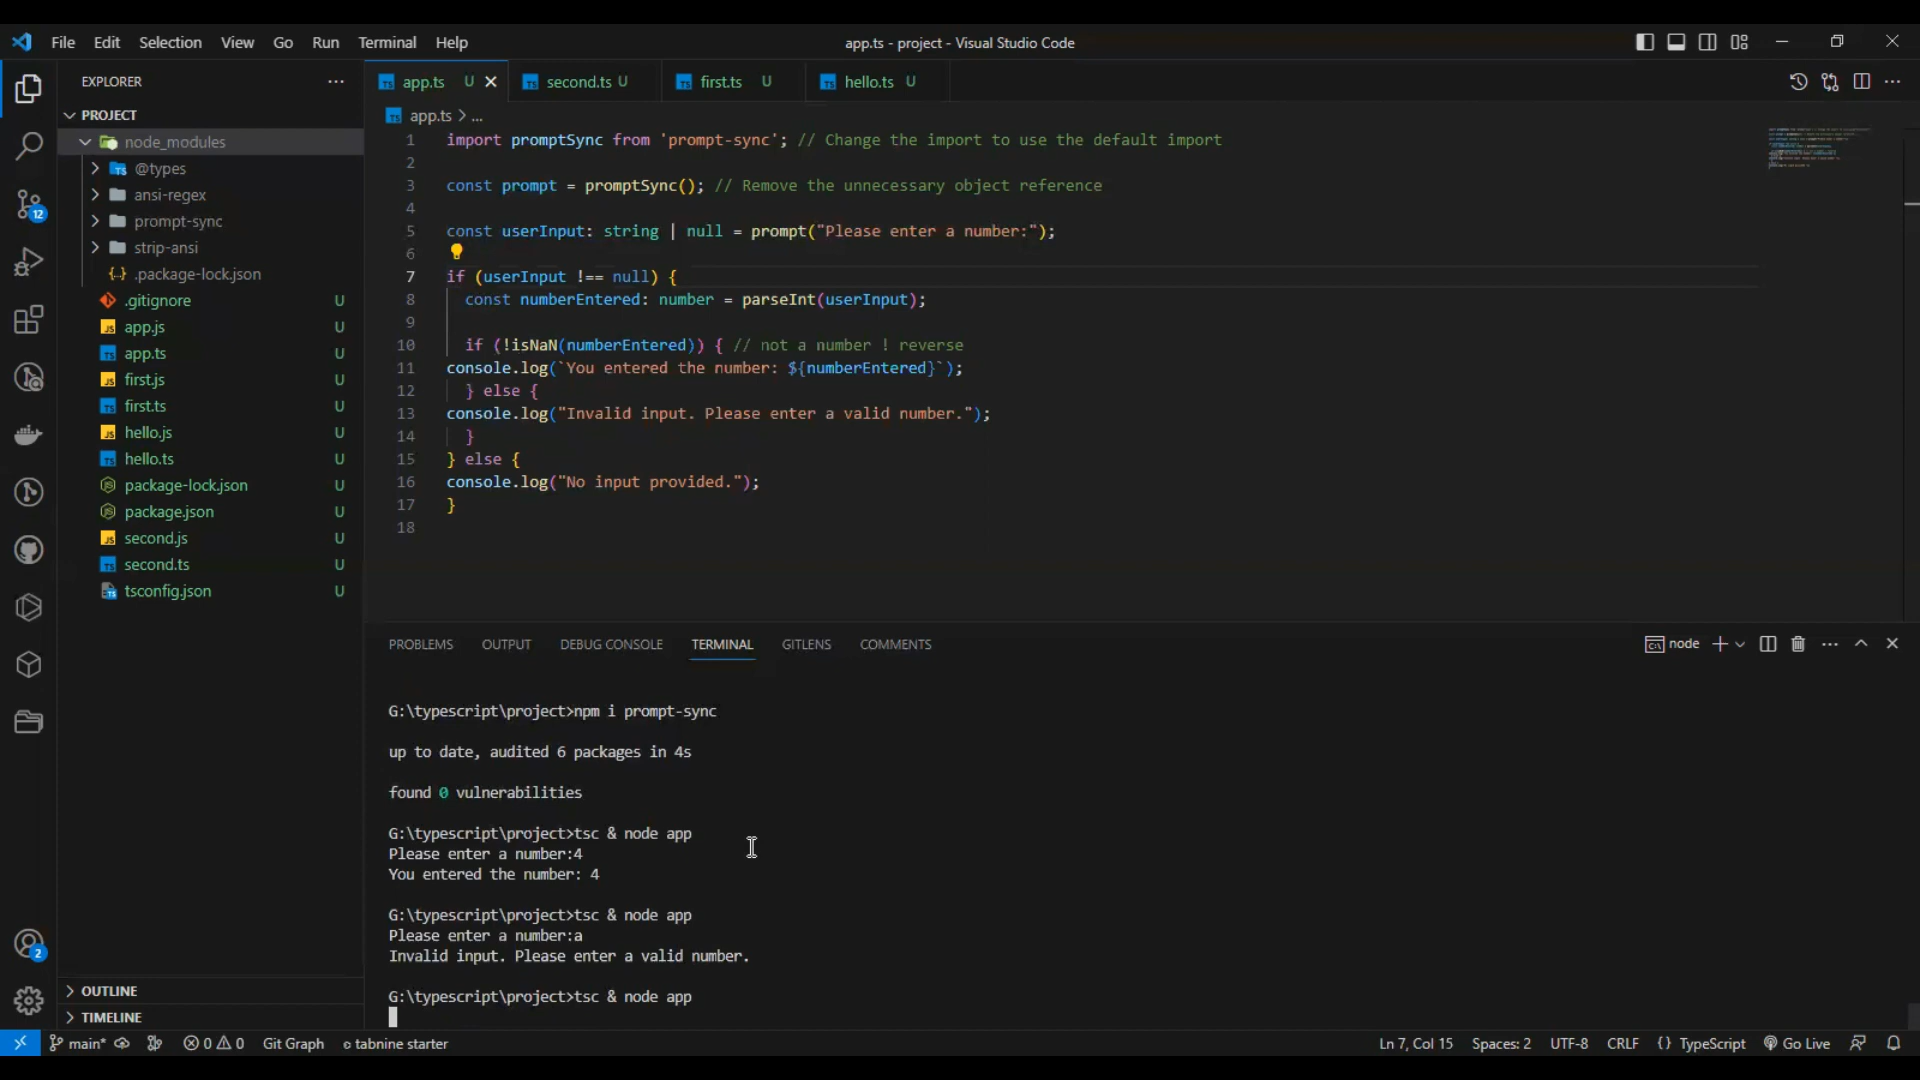 File Edit Selection View Go Run Terminal Help
app.ts - project - Visual Studio Code
EXPLORER
PROJECT
node_modules
@types
ansi-regex
prompt-sync
strip-ansi
.package-lock.json
.gitignore U
app.js U
app.ts U
first.js U
first.ts U
hello.js U
hello.ts U
package-lock.json U
package.json U
second.js U
second.ts U
tsconfig.json U
OUTLINE
TIMELINE
12
2
app.ts U second.ts U first.ts U hello.ts U
app.ts > ...
1 import promptSync from 'prompt-sync'; // Change the import to use the default import
2
3 const prompt = promptSync(); // Remove the unnecessary object reference
4
5 const userInput: string | null = prompt("Please enter a number:");
6
7 if (userInput !== null) {
8 const numberEntered: number = parseInt(userInput);
9
10 if (!isNaN(numberEntered)) { // not a number ! reverse
11 console.log(`You entered the number: ${numberEntered}`);
12 } else {
13 console.log("Invalid input. Please enter a valid number.");
14 }
15 } else {
16 console.log("No input provided.");
17 }
18
PROBLEMS OUTPUT DEBUG CONSOLE TERMINAL GITLENS COMMENTS
node
G:\typescript\project>npm i prompt-sync
up to date, audited 6 packages in 4s
found 0 vulnerabilities
G:\typescript\project>tsc & node app
Please enter a number:4
You entered the number: 4
G:\typescript\project>tsc & node app
Please enter a number:a
Invalid input. Please enter a valid number.
G:\typescript\project>tsc & node app
main* 0 0 Git Graph tabnine starter
Ln 7, Col 15 Spaces: 2 UTF-8 CRLF {} TypeScript Go Live